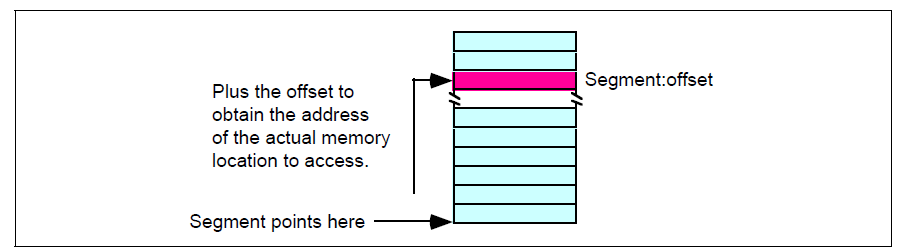 Segment:offset
Plus the offset to
obtain the address
of the actual memory
location to access.
Segment points here